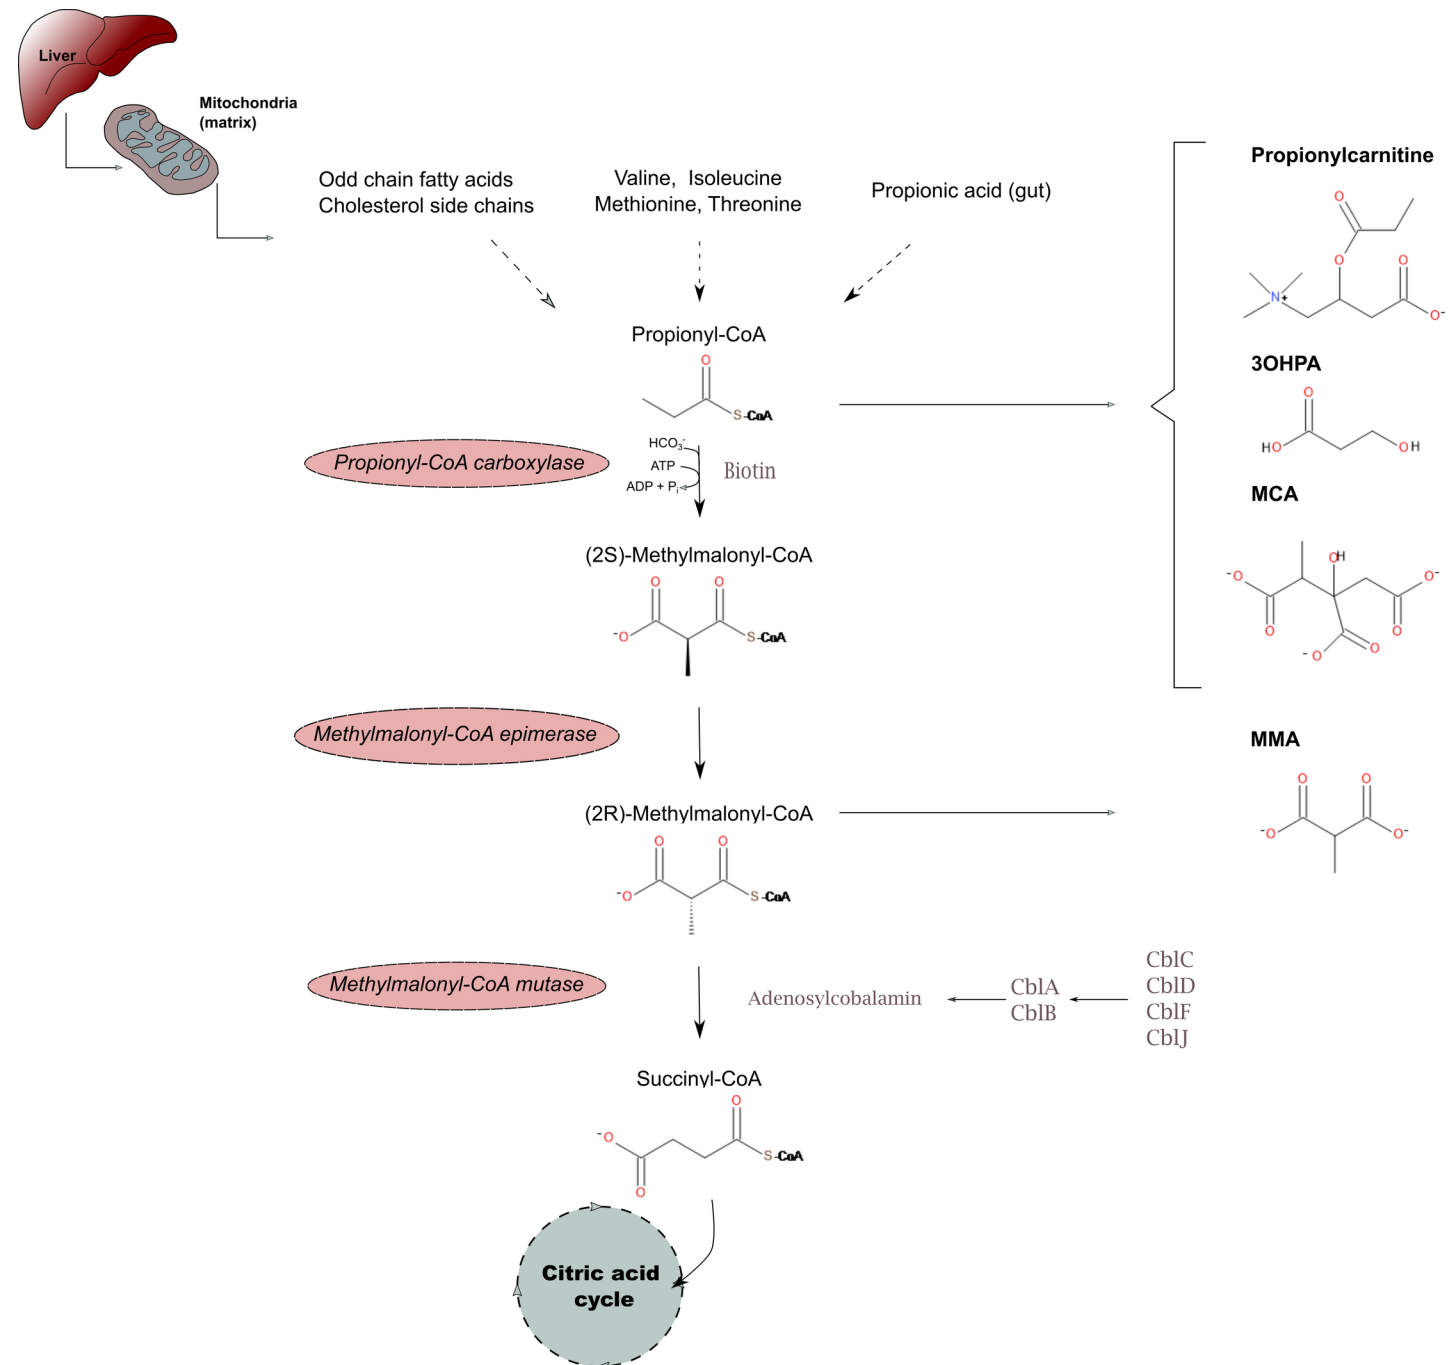 Liver
Mitochondria
(matrix)
Odd chain fatty acids
Cholesterol side chains
Valine, Isoleucine
Methionine, Threonine
Propionic acid (gut)
Propionyl-CoA
O
S-CoA
Propionyl-CoA carboxylase
HCO3-
ATP
ADP + Pi
Biotin
(2S)-Methylmalonyl-CoA
O O
-O S-CoA
Methylmalonyl-CoA epimerase
(2R)-Methylmalonyl-CoA
O O
-O S-CoA
Methylmalonyl-CoA mutase
Adenosylcobalamin
CblA
CblB
CblC
CblD
CblF
CblJ
Succinyl-CoA
O
-O
S-CoA
O
Citric acid
cycle
Propionylcarnitine
O
O O
N+
O-
3OHPA
O
HO OH
MCA
OH
-O O-
O O
-O O
MMA
O O
-O O-